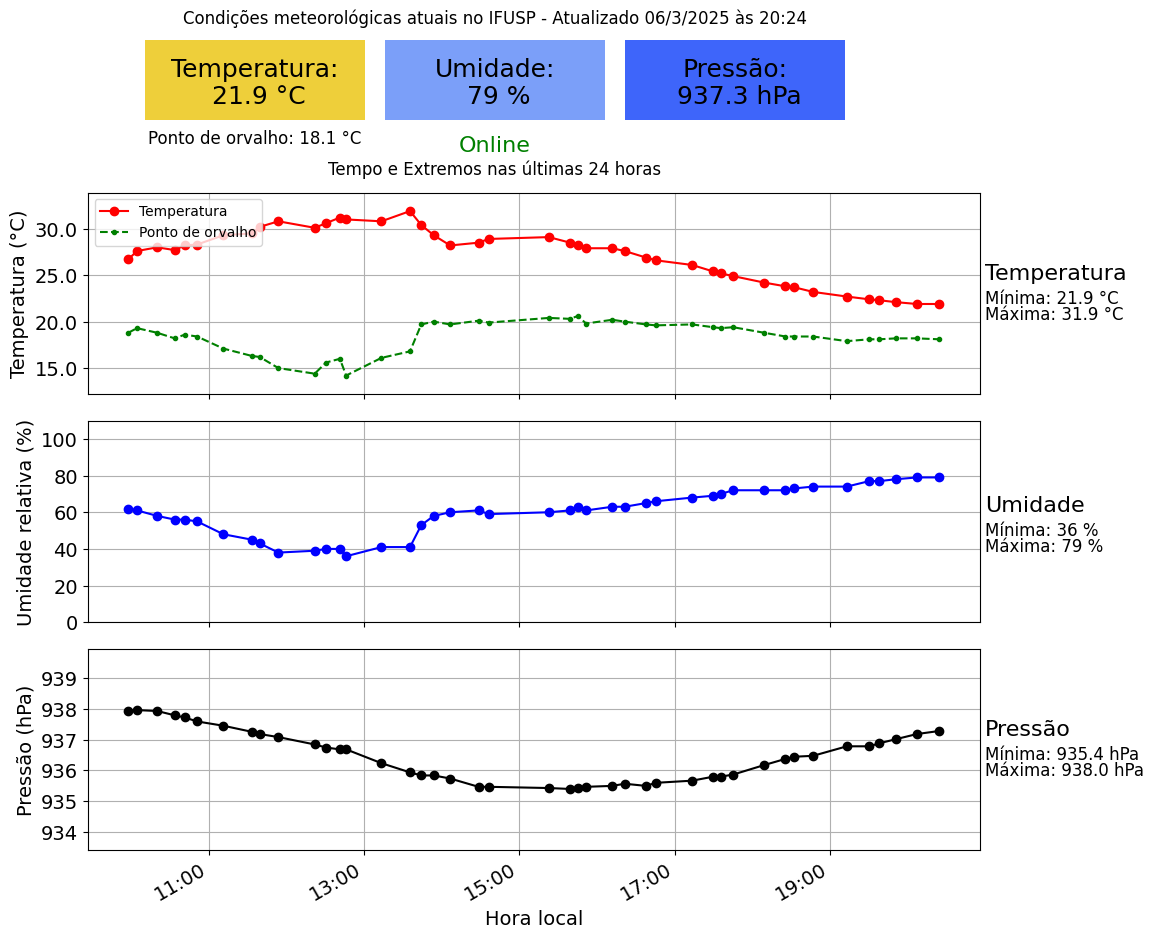 Condições meteorológicas atuais no IFUSP - Atualizado 06/3/2025 às 20:24
Temperatura:
21.9 °C
Umidade:
79 %
Pressão:
937.3 hPa
Ponto de orvalho: 18.1 °C
Online
Tempo e Extremos nas últimas 24 horas
Temperatura (°C)
30.0
25.0
20.0
15.0
Temperatura
Ponto de orvalho
Temperatura
Mínima: 21.9 °C
Máxima: 31.9 °C
Umidade relativa (%)
100
80
60
40
20
0
Umidade
Mínima: 36 %
Máxima: 79 %
Pressão (hPa)
939
938
937
936
935
934
Pressão
Mínima: 935.4 hPa
Máxima: 938.0 hPa
11:00
13:00
15:00
17:00
19:00
Hora local